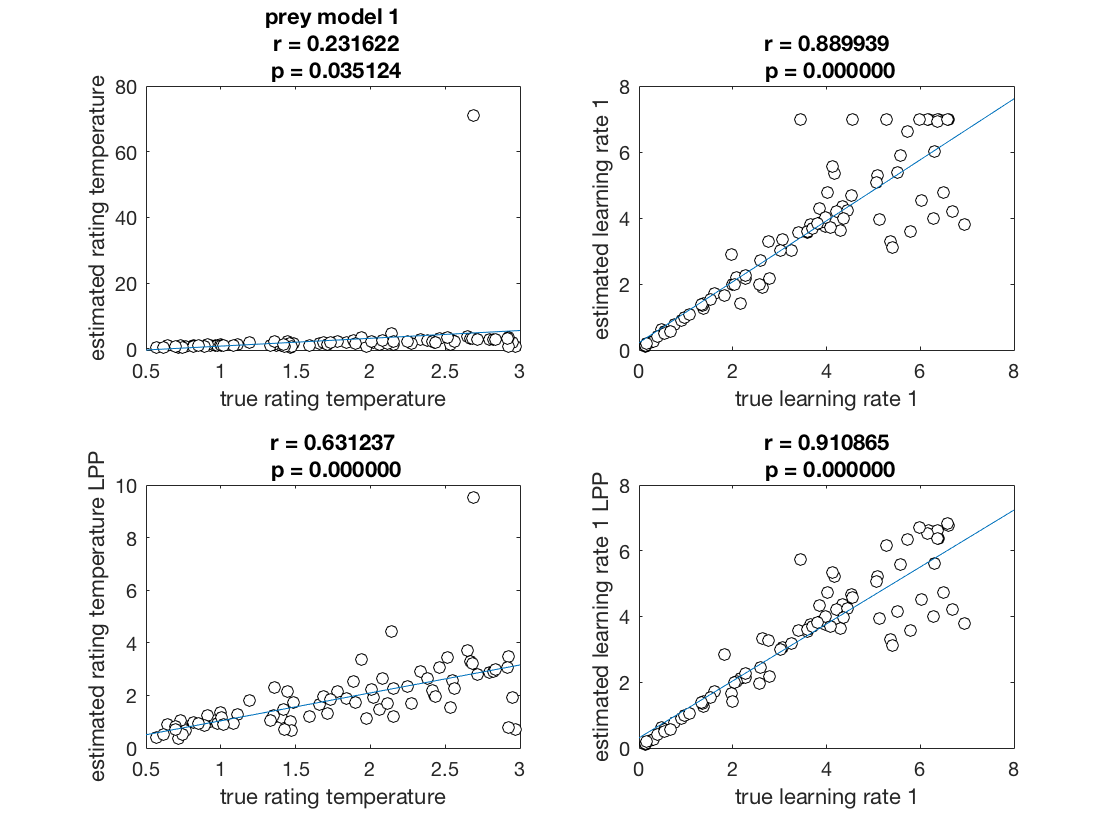 prey model 1
r = 0.231622
p = 0.035124
estimated rating temperature
80
60
40
20
0
0.5 1 1.5 2 2.5 3
true rating temperature
r = 0.889939
p = 0.000000
estimated learning rate 1
8
6
4
2
0
0 2 4 6 8
true learning rate 1
r = 0.631237
p = 0.000000
estimated rating temperature LPP
10
8
6
4
2
0
0.5 1 1.5 2 2.5 3
true rating temperature
r = 0.910865
p = 0.000000
estimated learning rate 1 LPP
8
6
4
2
0
0 2 4 6 8
true learning rate 1